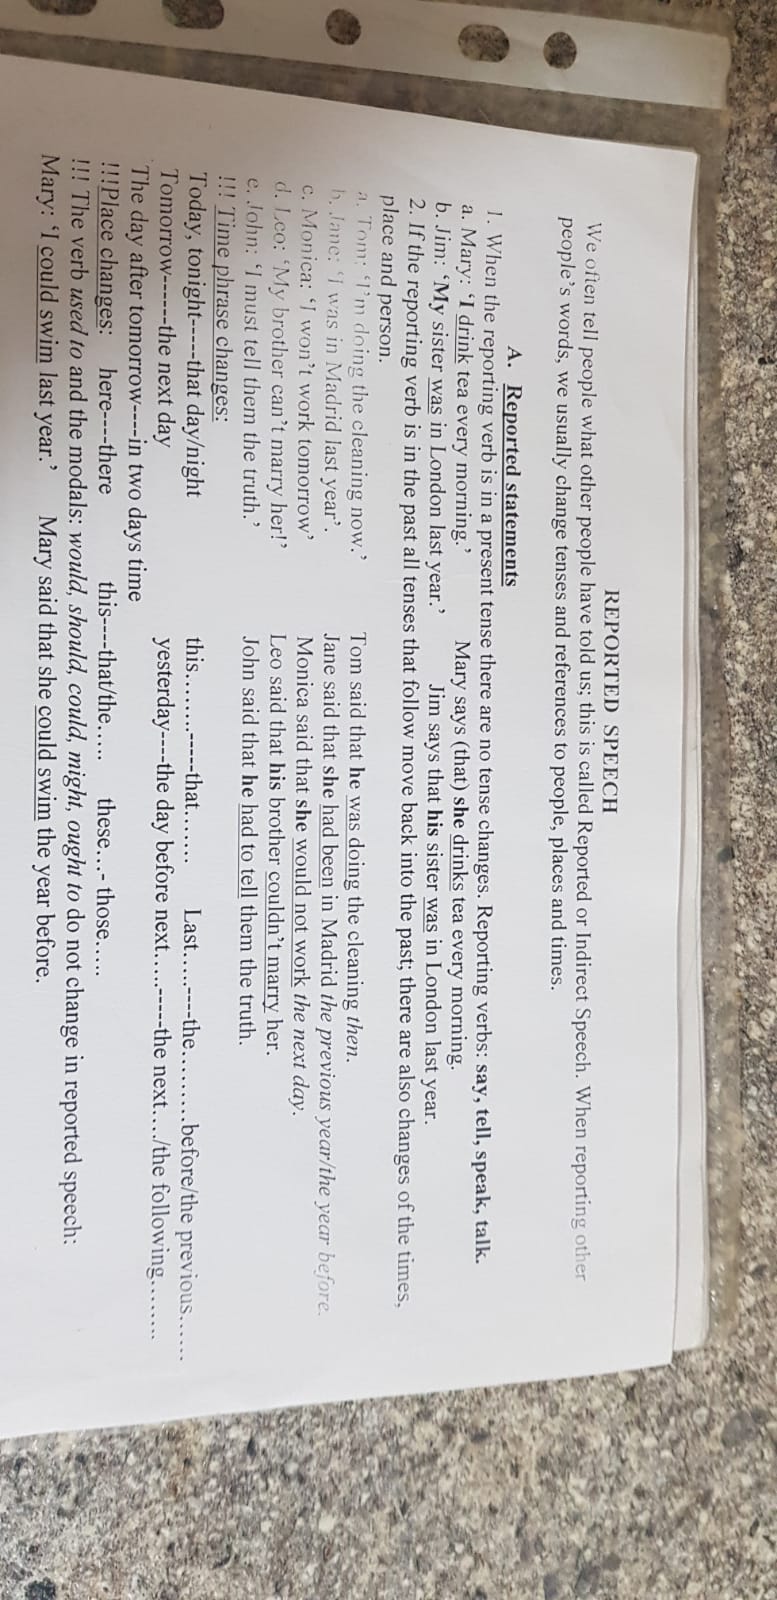 REPORTED SPEECH
We often tell people what other people have told us; this is called Reported or Indirect Speech. When reporting other
people's words, we usually change tenses and references to people, places and times.
A. Reported statements
1. When the reporting verb is in a present tense there are no tense changes. Reporting verbs: say, tell, speak, talk.
a. Mary: ‘I drink tea every morning.’ Mary says (that) she drinks tea every morning.
b. Jim: ‘My sister was in London last year.’ Jim says that his sister was in London last year.
2. If the reporting verb is in the past all tenses that follow move back into the past; there are also changes of the times,
place and person.
a. Tom: ‘I’m doing the cleaning now.’ Tom said that he was doing the cleaning then.
b. Jane: ‘I was in Madrid last year’. Jane said that she had been in Madrid the previous year/the year before.
c. Monica: ‘I won’t work tomorrow’ Monica said that she would not work the next day.
d. Leo: ‘My brother can’t marry her!’ Leo said that his brother couldn’t marry her.
e. John: ‘I must tell them the truth.’ John said that he had to tell them the truth.
!!! Time phrase changes:
Today, tonight-----that day/night this……..-----that……. Last…..----the………before/the previous……
Tomorrow------the next day yesterday----the day before next…..-----the next…./the following……..
The day after tomorrow----in two days time
!!!Place changes: here----there this----that/the….. these…- those…..
!!! The verb used to and the modals: would, should, could, might, ought to do not change in reported speech:
Mary: ‘I could swim last year.’ Mary said that she could swim the year before.